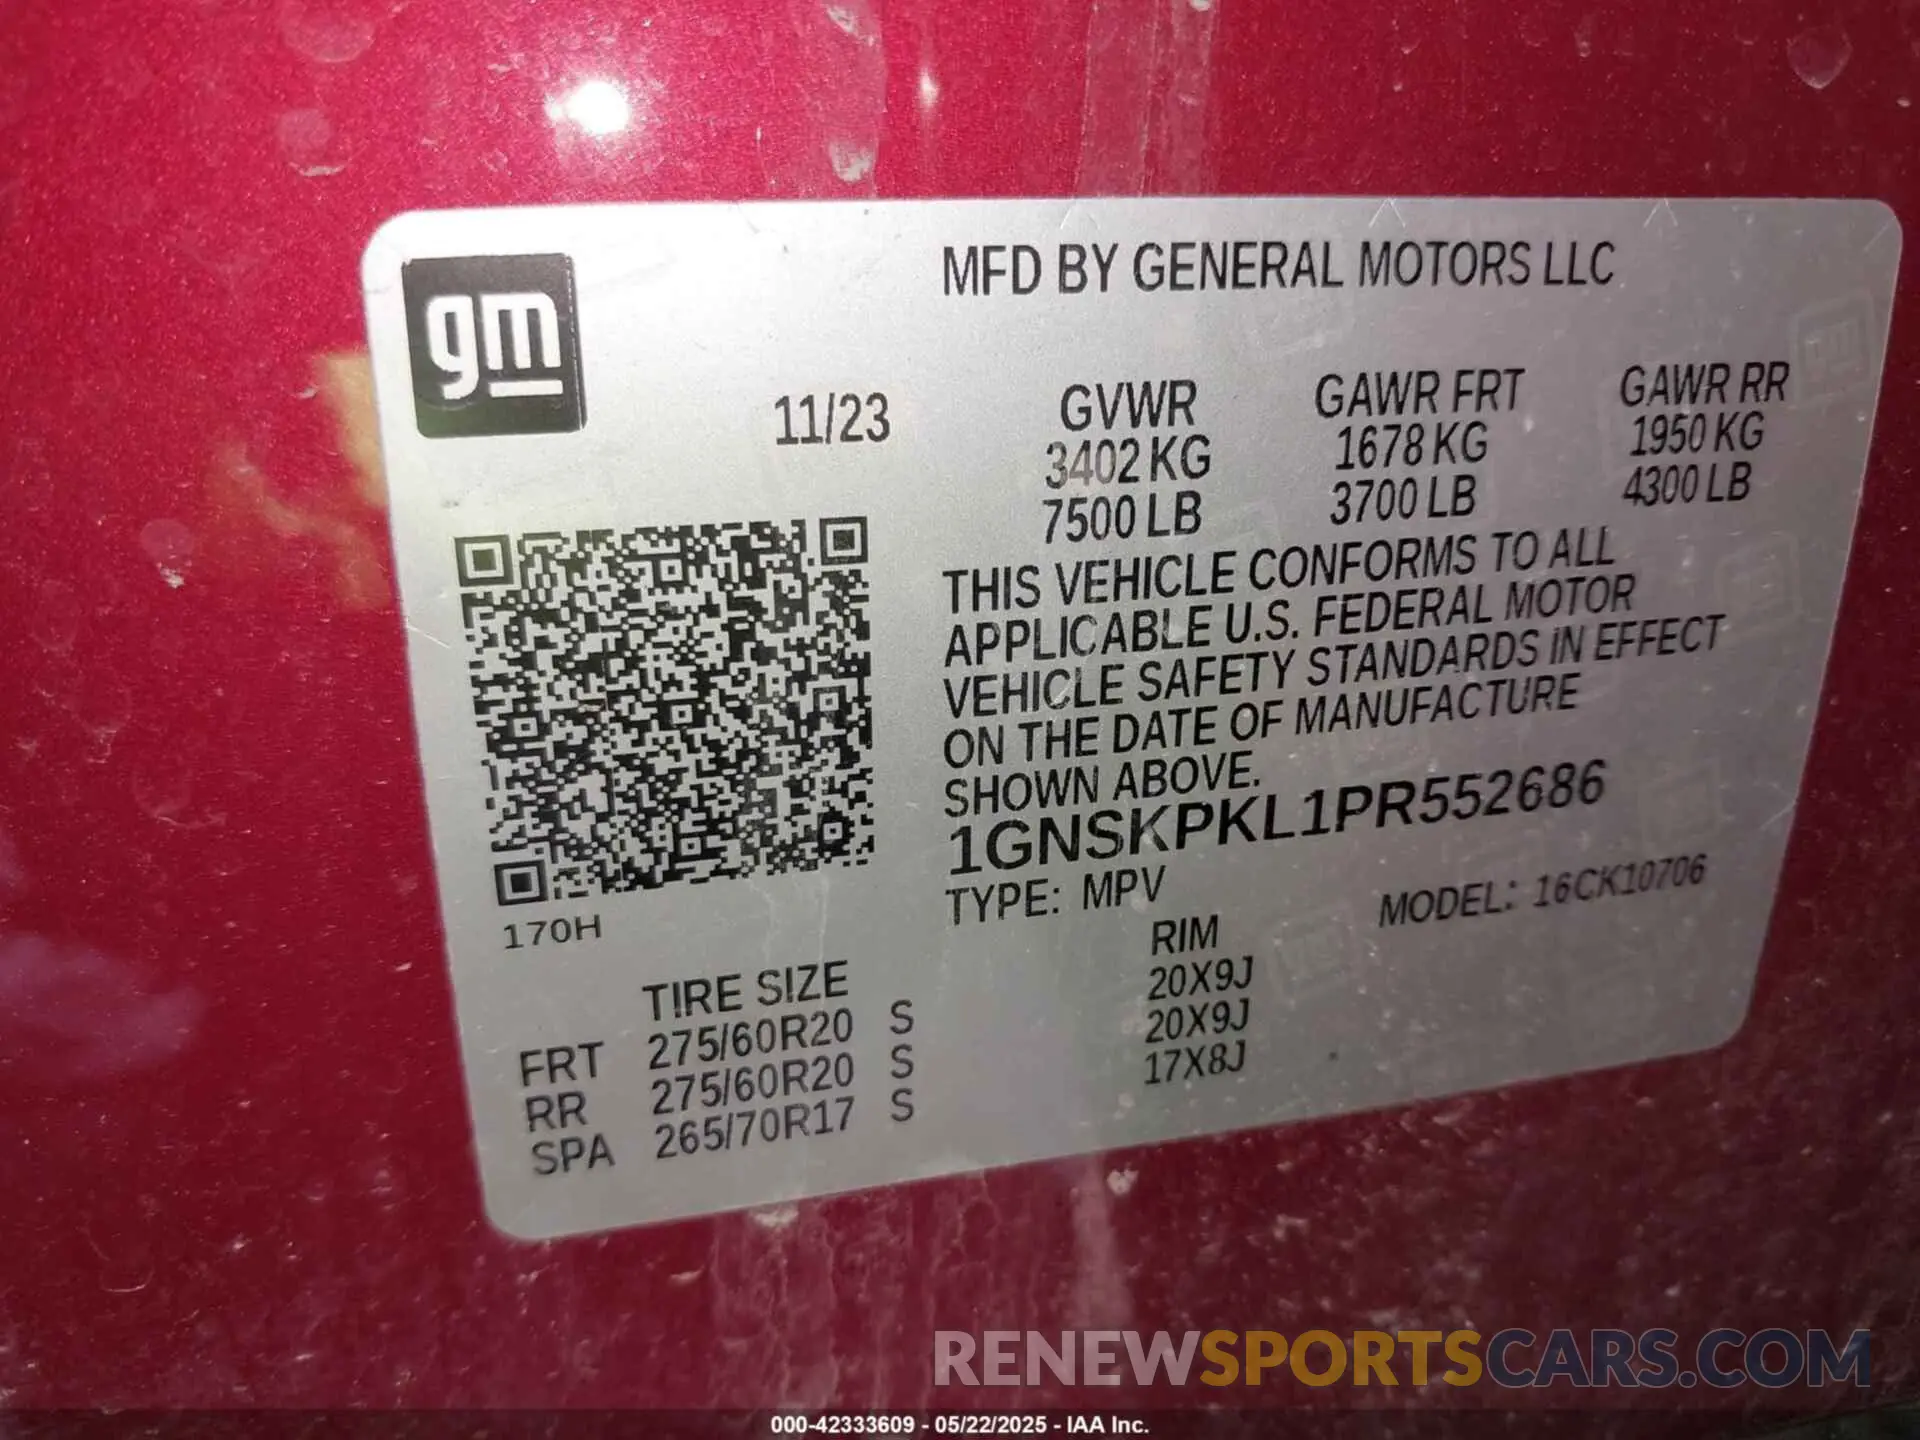 gm
MFD BY GENERAL MOTORS LLC
11/23
GVWR GAWR FRT GAWR RR
3402 KG 1678 KG 1950 KG
7500 LB 3700 LB 4300 LB
THIS VEHICLE CONFORMS TO ALL
APPLICABLE U.S. FEDERAL MOTOR
VEHICLE SAFETY STANDARDS IN EFFECT
ON THE DATE OF MANUFACTURE
SHOWN ABOVE.
1GNSKPKL1PR552686
TYPE: MPV MODEL: 16CK10706
170H
TIRE SIZE RIM
FRT 275/60R20 S 20X9J
RR 275/60R20 S 20X9J
SPA 265/70R17 S 17X8J
RENEWSPORTSCARS.COM
000-42333609 - 05/22/2025 - IAA Inc.